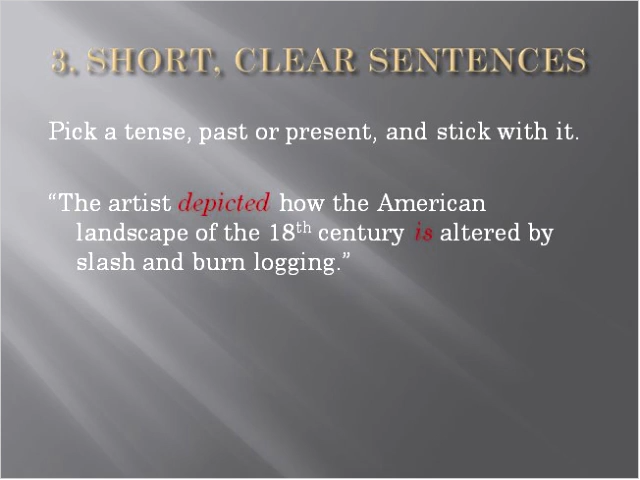 3. SHORT, CLEAR SENTENCES
Pick a tense, past or present, and stick with it.
“The artist depicted how the American
landscape of the 18th century is altered by
slash and burn logging.”